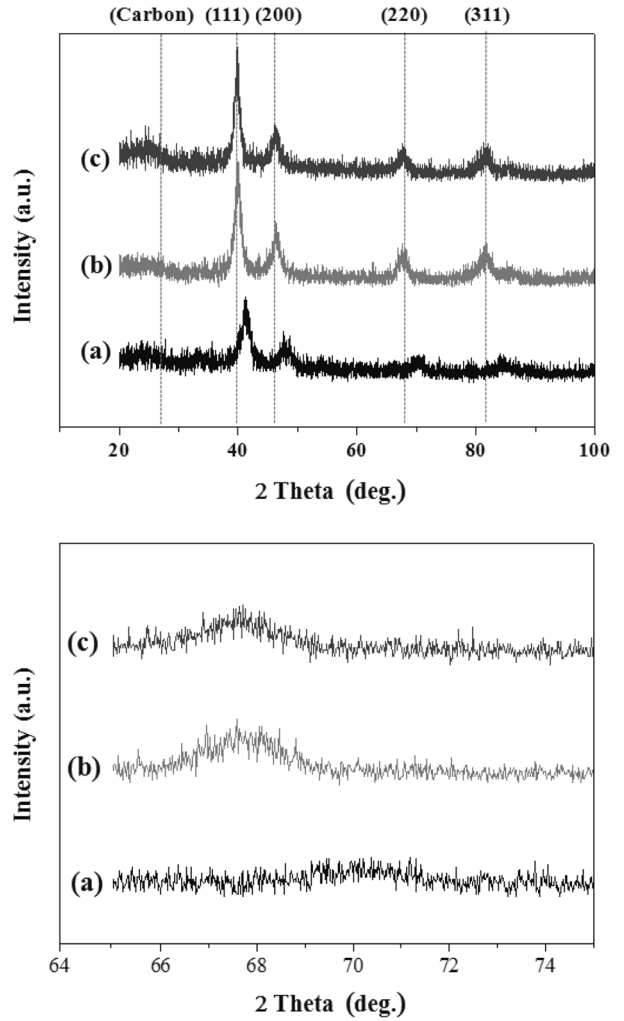 (Carbon) (111) (200) (220) (311)
(c)
(b)
(a)
Intensity (a.u.)
20 40 60 80 100
2 Theta (deg.)
(c)
(b)
(a)
Intensity (a.u.)
64 66 68 70 72 74
2 Theta (deg.)